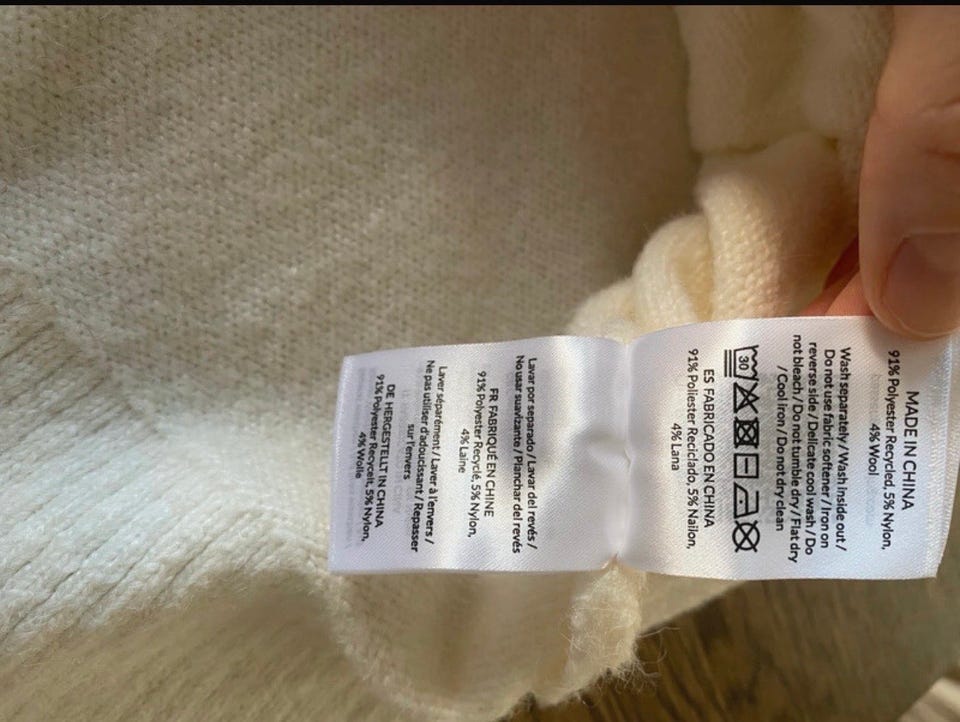 MADE IN CHINA
91% Polyester Recycled, 5% Nylon,
4% Wool
Wash separately / Wash inside out /
Do not use fabric softener / Iron on
reverse side / Delicate cool wash / Do
not bleach / Do not tumble dry / Flat dry
/ Cool iron / Do not dry clean
30
ES FABRICADO EN CHINA
91% Poliester Reciclado, 5% Nailon,
4% Lana
Lavar por separado / Lavar del revés /
No usar suavizante / Planchar del revés
FR FABRIQUÉ EN CHINE
91% Polyester Recyclé, 5% Nylon,
4% Laine
Laver séparément / Laver à l'envers /
Ne pas utiliser d'adoucissant / Repasser
sur l'envers
DE HERGESTELLT IN CHINA
91% Polyester Recycelt, 5% Nylon,
4% Wolle